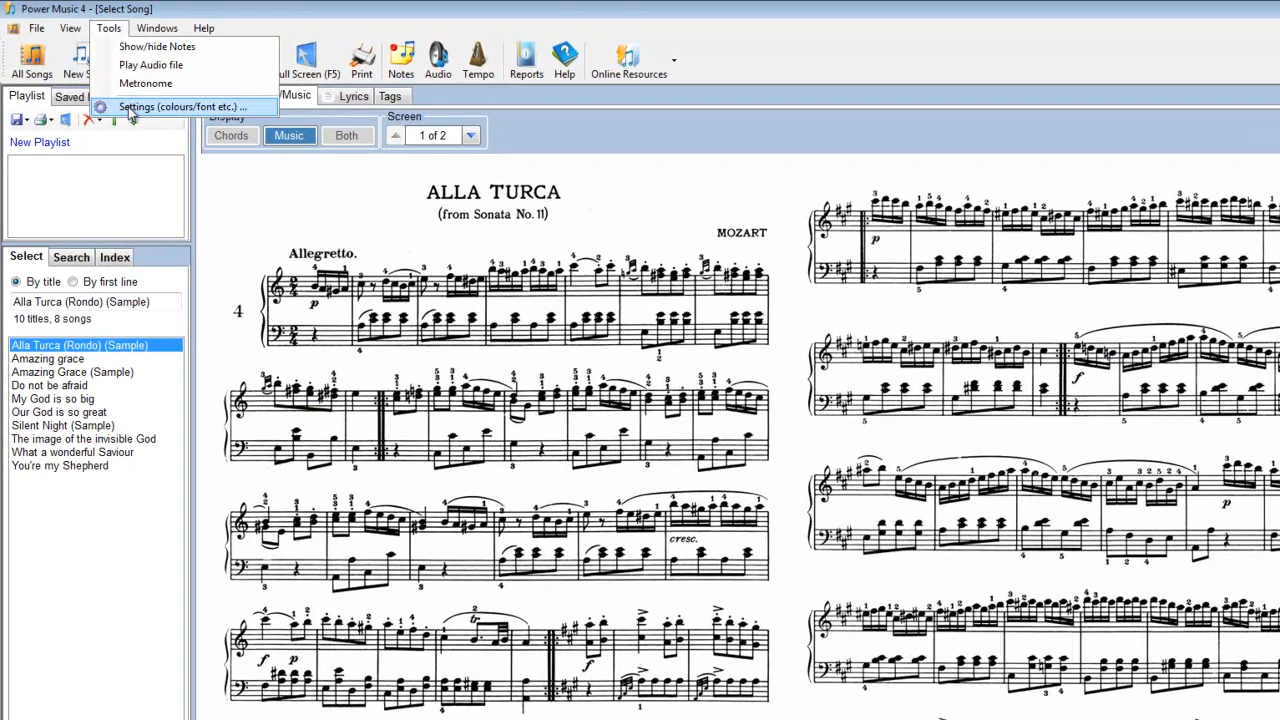 Power Music 4 - [Select Song]
File View Tools Windows Help
Show/hide Notes
Play Audio file
Metronome
Settings (colours/font etc.) ...
All Songs
New S
ull Screen (F5)
Print
Notes
Audio
Tempo
Reports
Help
Online Resources
Playlist
Saved
/Music
Lyrics
Tags
New Playlist
Display
Chords
Music
Both
Screen
1 of 2
Select
Search
Index
By title
By first line
Alla Turca (Rondo) (Sample)
10 titles, 8 songs
Alla Turca (Rondo) (Sample)
Amazing grace
Amazing Grace (Sample)
Do not be afraid
My God is so big
Our God is so great
Silent Night (Sample)
The image of the invisible God
What a wonderful Saviour
You're my Shepherd
ALLA TURCA
(from Sonata No. 11)
MOZART
Allegretto.
4
p
cresc.
f
p
tr
f
p
f
p